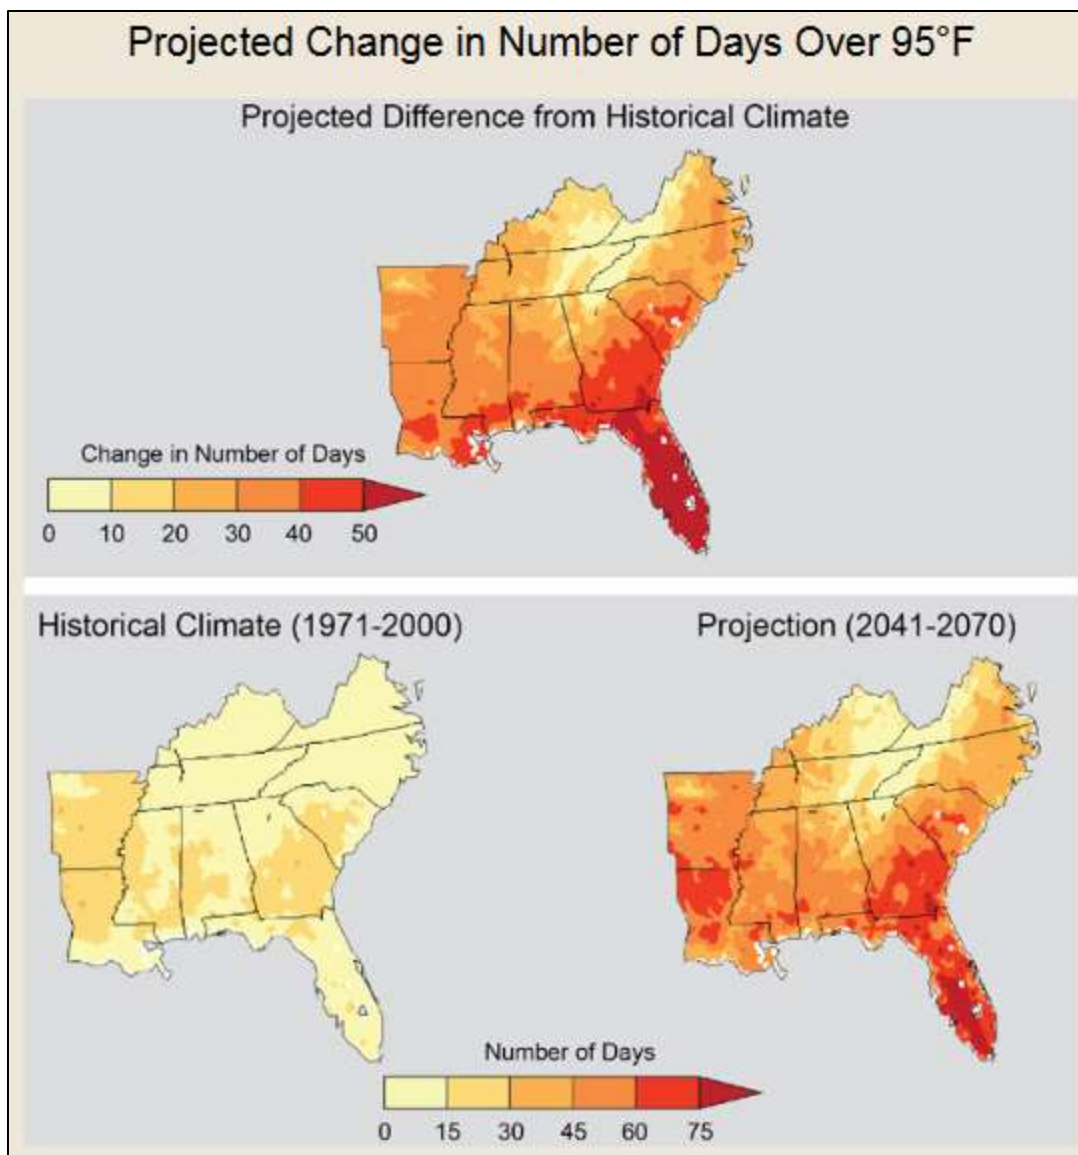 Projected Change in Number of Days Over 95°F
Projected Difference from Historical Climate
Change in Number of Days
0 10 20 30 40 50
Historical Climate (1971-2000)
Projection (2041-2070)
Number of Days
0 15 30 45 60 75